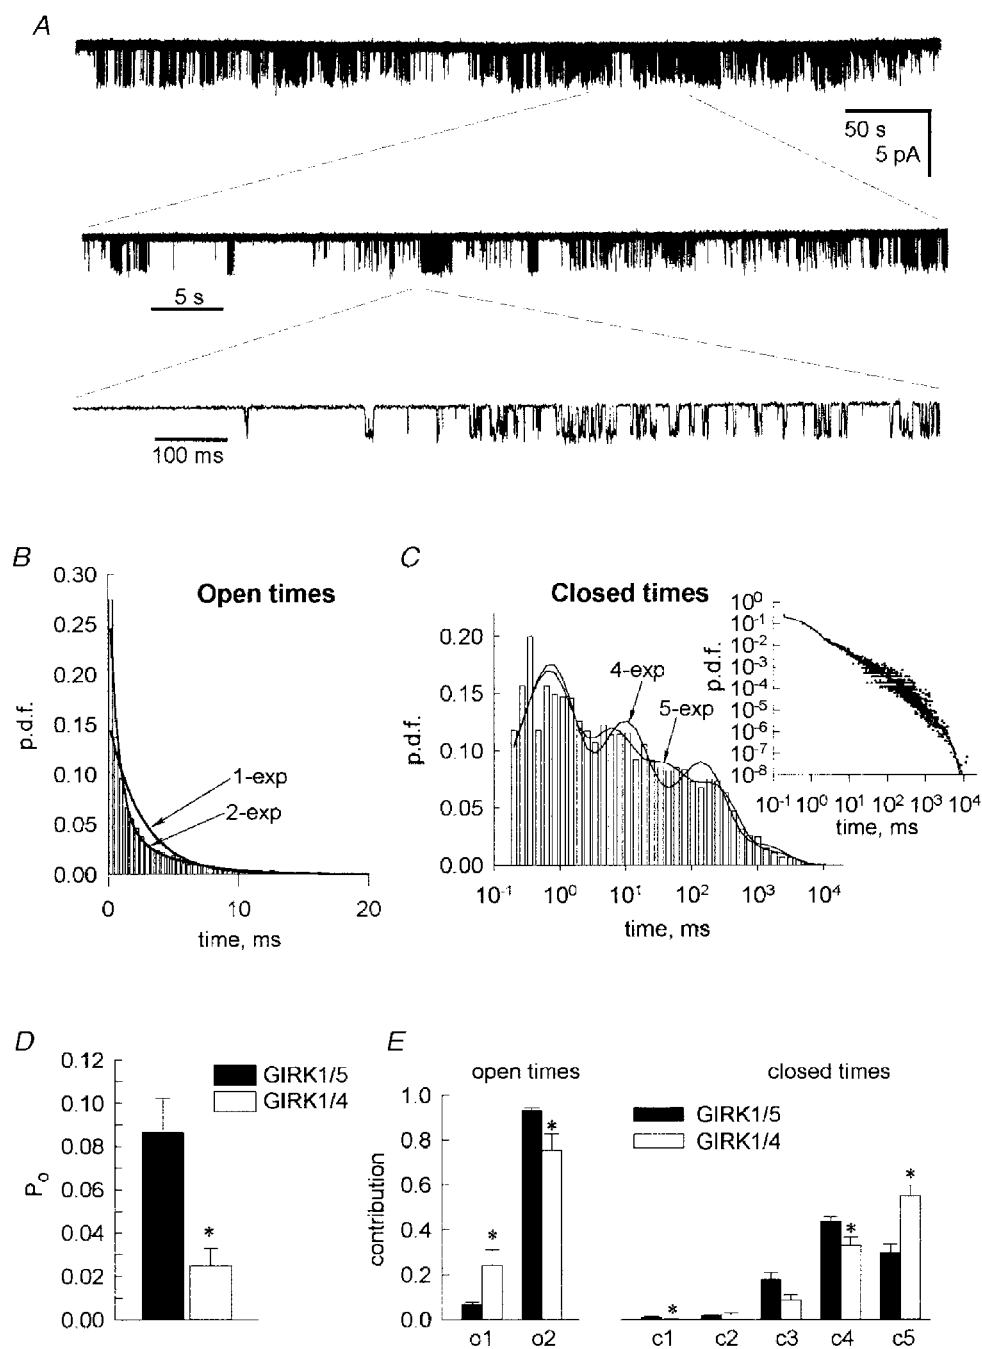 A
50 s
5 pA
5 s
100 ms
B
Open times
p.d.f.
0.30
0.25
0.20
0.15
0.10
0.05
0.00
1-exp
2-exp
0 10 20
time, ms
C
Closed times
p.d.f.
0.20
0.15
0.10
0.05
0.00
4-exp
5-exp
10-1 100 101 102 103 104
time, ms
p.d.f.
100
10-1
10-2
10-3
10-4
10-5
10-6
10-7
10-8
10-1 100 101 102 103 104
time, ms
D
Po
0.12
0.10
0.08
0.06
0.04
0.02
0.00
GIRK1/5
GIRK1/4
*
E
open times
closed times
contribution
1.0
0.8
0.6
0.4
0.2
0.0
GIRK1/5
GIRK1/4
* * * * *
o1 o2 c1 c2 c3 c4 c5